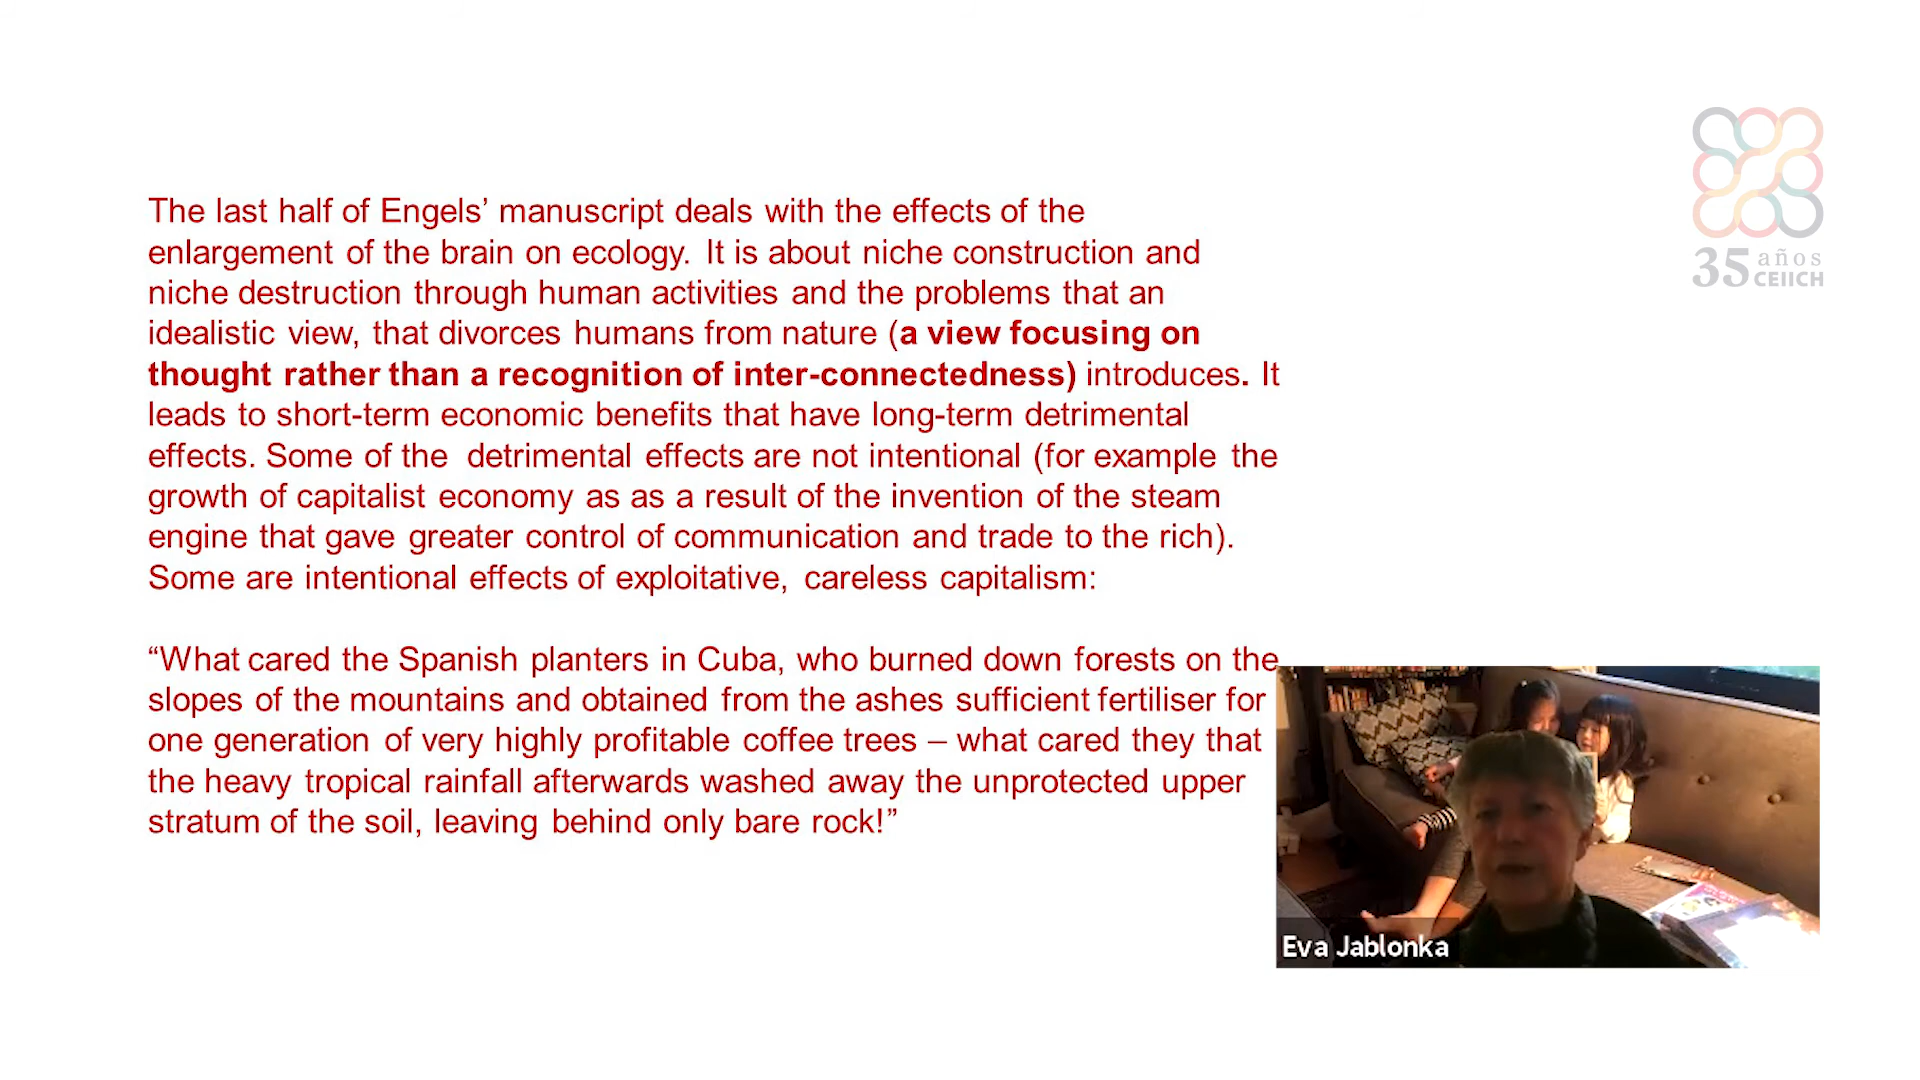 The last half of Engels’ manuscript deals with the effects of the
enlargement of the brain on ecology. It is about niche construction and
niche destruction through human activities and the problems that an
idealistic view, that divorces humans from nature (a view focusing on
thought rather than a recognition of inter-connectedness) introduces. It
leads to short-term economic benefits that have long-term detrimental
effects. Some of the detrimental effects are not intentional (for example the
growth of capitalist economy as as a result of the invention of the steam
engine that gave greater control of communication and trade to the rich).
Some are intentional effects of exploitative, careless capitalism:
“What cared the Spanish planters in Cuba, who burned down forests on the
slopes of the mountains and obtained from the ashes sufficient fertiliser for
one generation of very highly profitable coffee trees – what cared they that
the heavy tropical rainfall afterwards washed away the unprotected upper
stratum of the soil, leaving behind only bare rock!”
35 años
CEIICH
Eva Jablonka